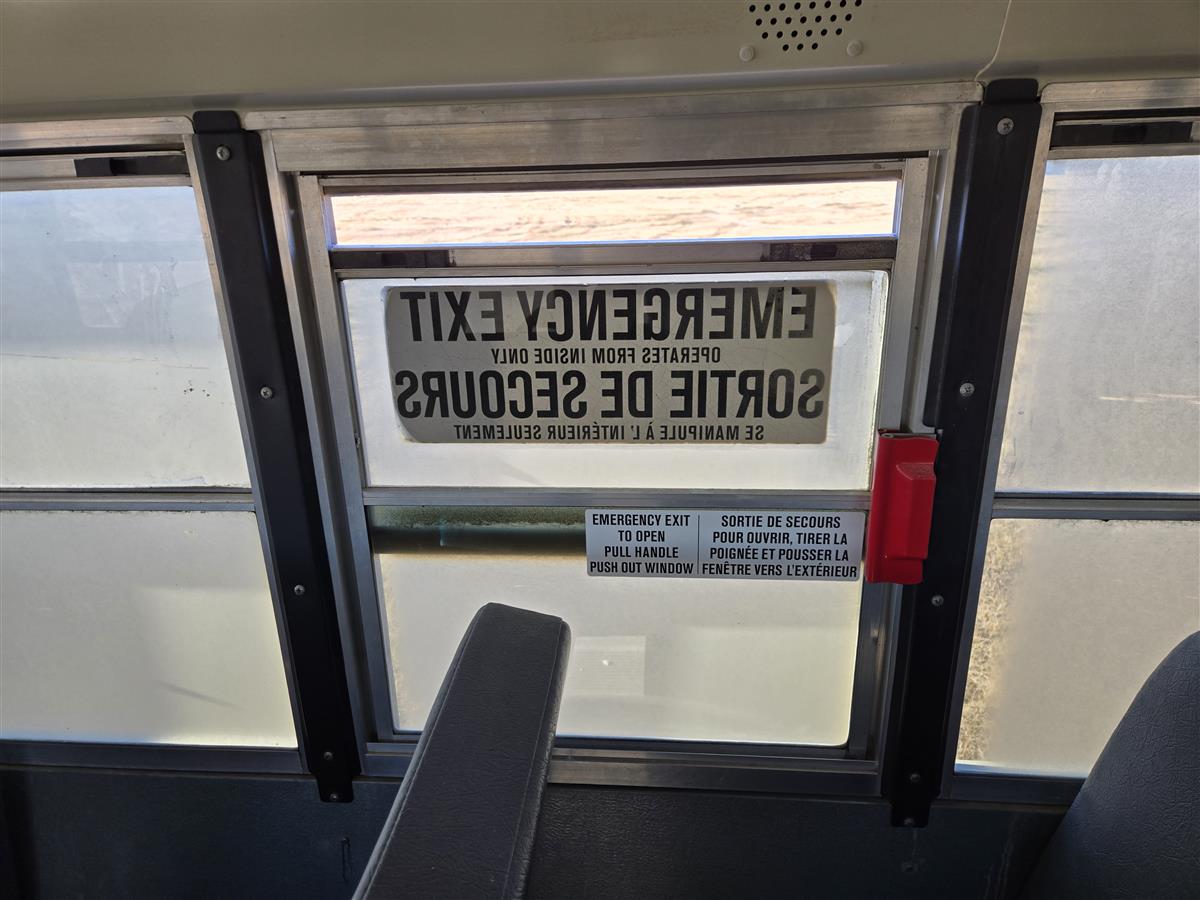 EMERGENCY EXIT
OPERATES FROM INSIDE ONLY
SORTIE DE SECOURS
SE MANIPULE À L' INTÉRIEUR SEULEMENT
EMERGENCY EXIT
TO OPEN
PULL HANDLE
PUSH OUT WINDOW
SORTIE DE SECOURS
POUR OUVRIR, TIRER LA
POIGNÉE ET POUSSER LA
FENÊTRE VERS L'EXTÉRIEUR